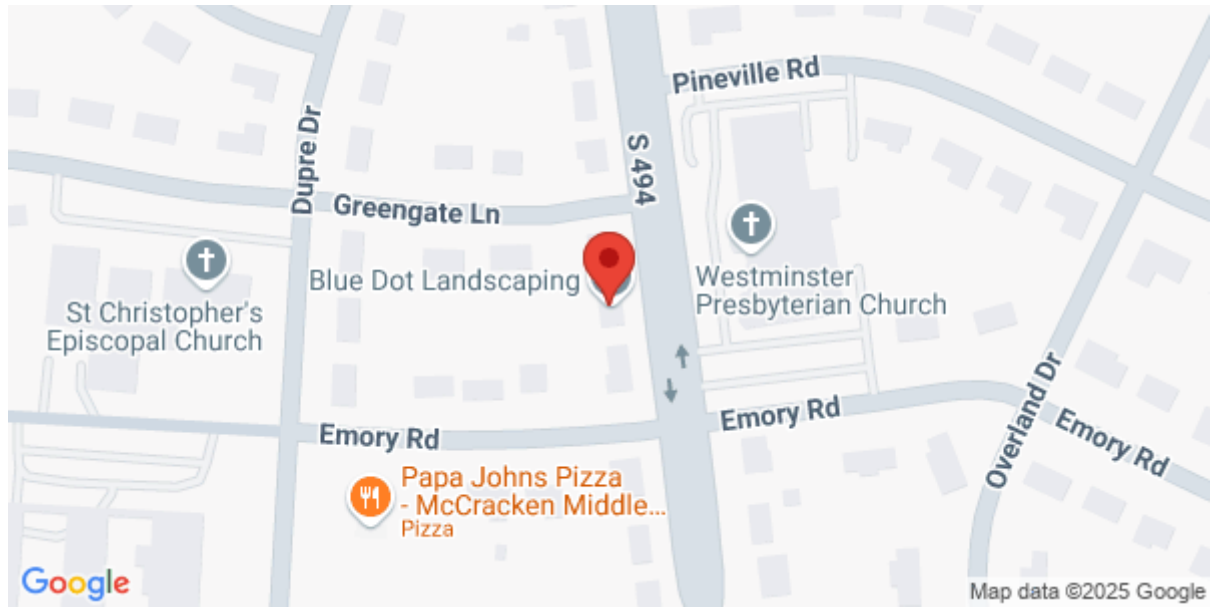 Pineville Rd
Dupre Dr
S 494
Greengate Ln
Blue Dot Landscaping
Westminster
Presbyterian Church
St Christopher's
Episcopal Church
Overland Dr
Emory Rd
Emory Rd
Emory Rd
Papa Johns Pizza
- McCracken Middle...
Pizza
Google
Map data ©2025 Google